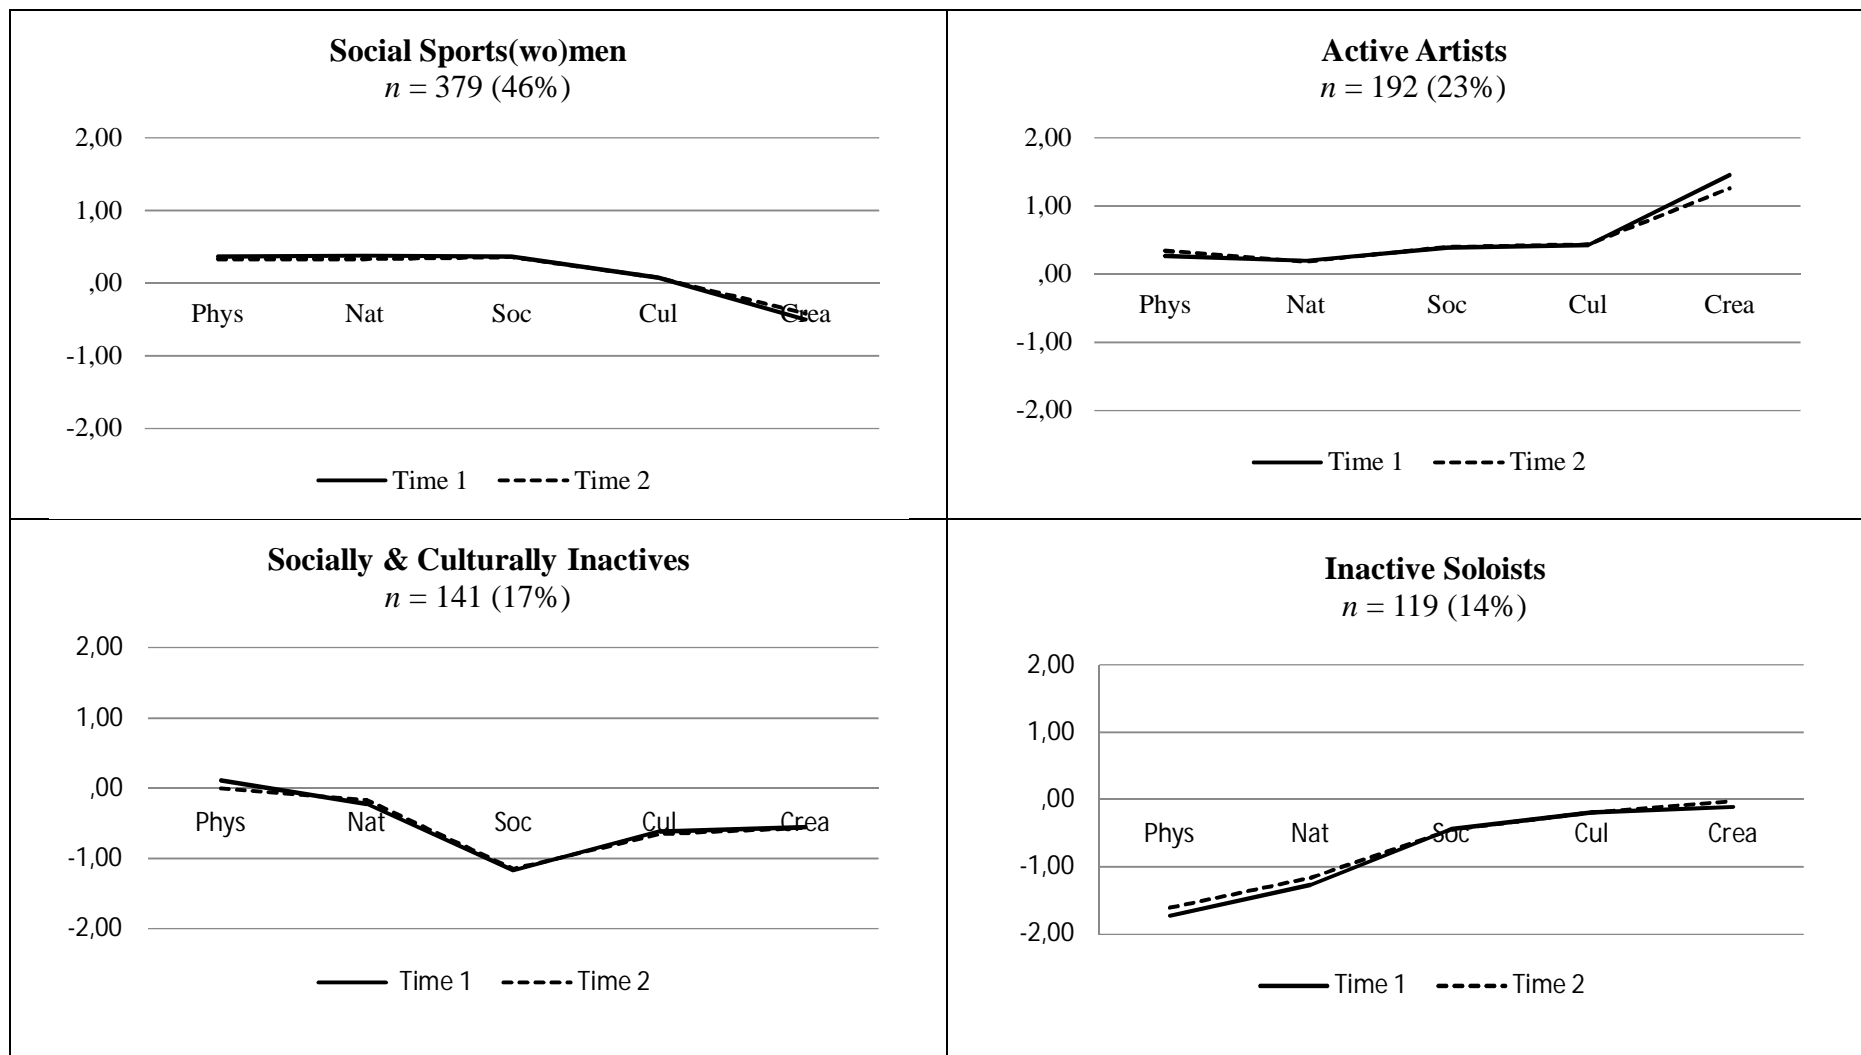 Social Sports(wo)men
n = 379 (46%)
2,00
1,00
,00
Phys Nat Soc Cul Crea
-1,00
-2,00
Time 1 Time 2
Active Artists
n = 192 (23%)
2,00
1,00
,00
Phys Nat Soc Cul Crea
-1,00
-2,00
Time 1 Time 2
Socially & Culturally Inactives
n = 141 (17%)
2,00
1,00
,00
Phys Nat Soc Cul Crea
-1,00
-2,00
Time 1 Time 2
Inactive Soloists
n = 119 (14%)
2,00
1,00
,00
Phys Nat Soc Cul Crea
-1,00
-2,00
Time 1 Time 2